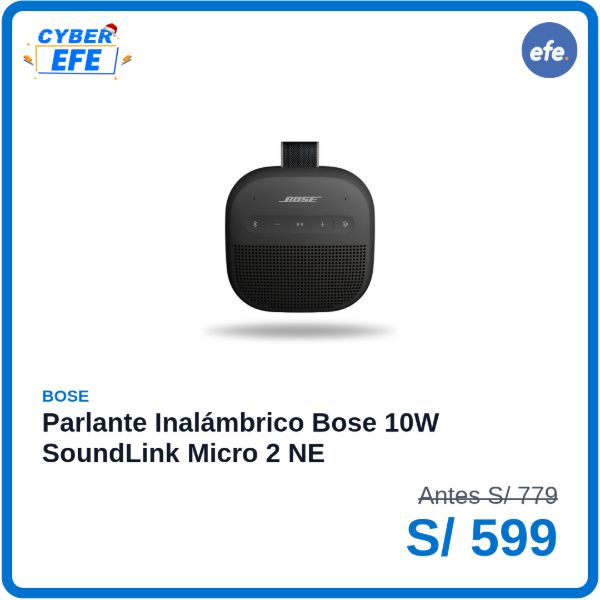 CYBER
EFE
efe.
BOSE
BOSE
Parlante Inalámbrico Bose 10W
SoundLink Micro 2 NE
Antes S/ 779
S/ 599